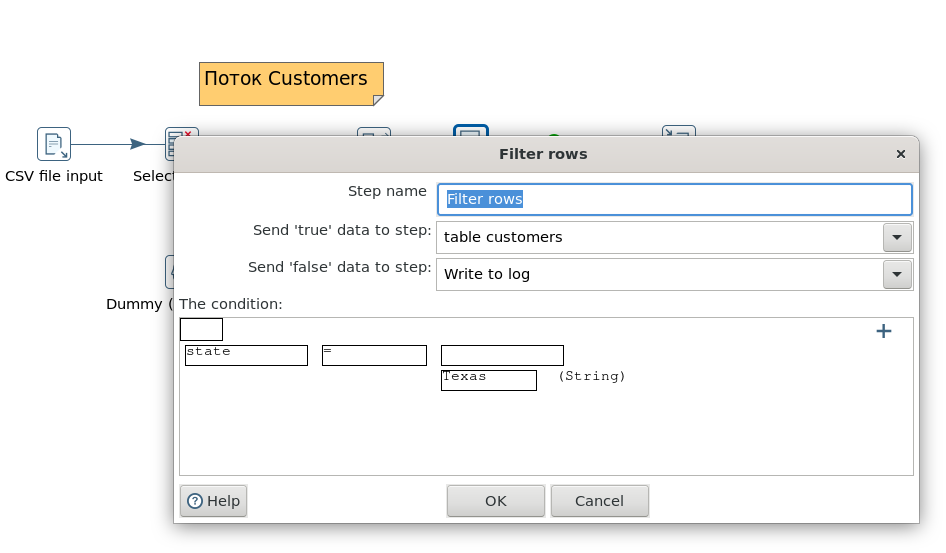 Поток Customers
CSV file input
Select
Dummy (
Filter rows
Step name
Filter rows
Send 'true' data to step:
table customers
Send 'false' data to step:
Write to log
The condition:
state
=
Texas
(String)
Help
OK
Cancel